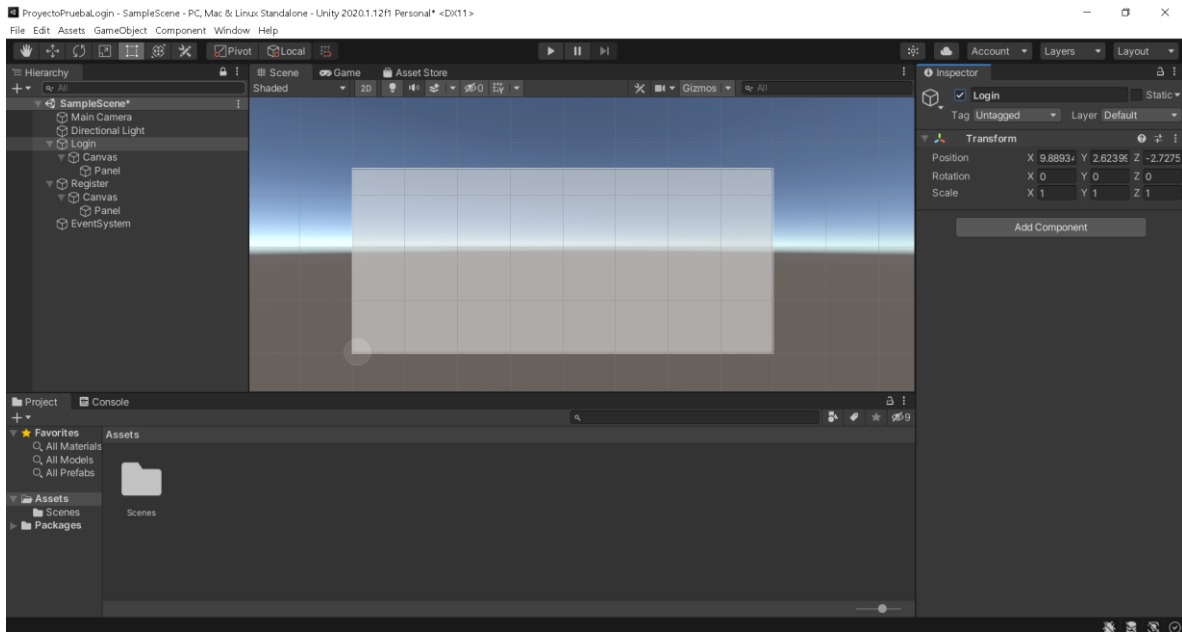 ProyectoPruebaLogin - SampleScene - PC, Mac & Linux Standalone - Unity 2020.1.12f1 Personal* <DX11>
File Edit Assets GameObject Component Window Help
Pivot Local Account Layers Layout
Hierarchy
All
SampleScene*
Main Camera
Directional Light
Login
Canvas
Panel
Register
Canvas
Panel
EventSystem
Scene Game Asset Store
Shaded 2D 0 Gizmos All
Inspector
Login Static
Tag Untagged Layer Default
Transform
Position X 9.8893 Y 2.6239 Z -2.7275
Rotation X 0 Y 0 Z 0
Scale X 1 Y 1 Z 1
Add Component
Project Console
9
Favorites
All Materials
All Models
All Prefabs
Assets
Scenes
Packages
Assets
Scenes